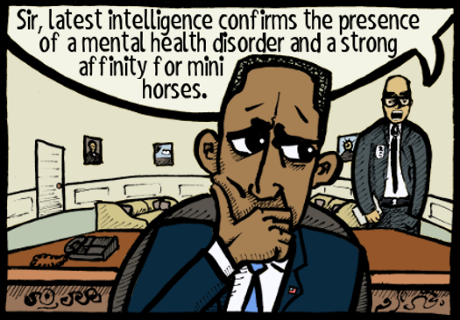 Sir, latest intelligence confirms the presence
of a mental health disorder and a strong
affinity for mini
horses.